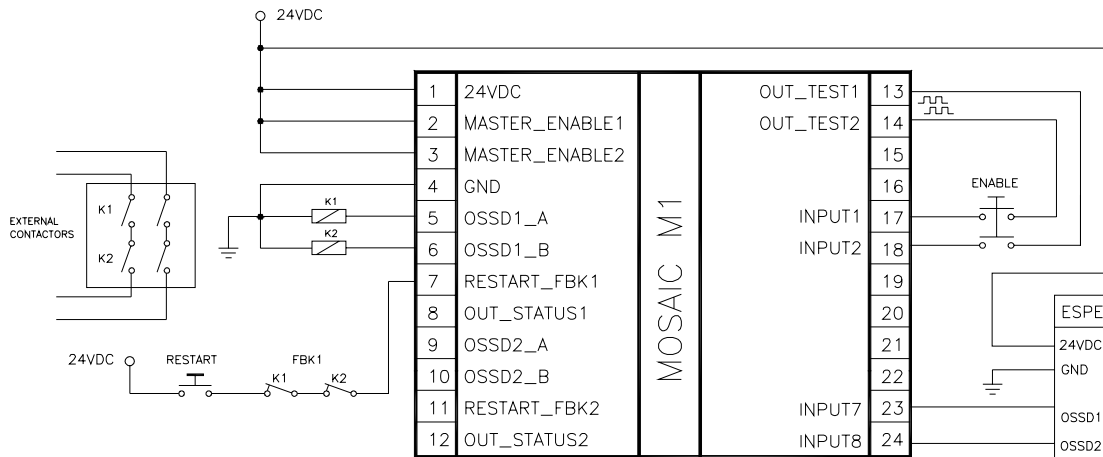 24VDC
1 24VDC
2 MASTER_ENABLE1
3 MASTER_ENABLE2
4 GND
5 OSSD1_A
6 OSSD1_B
7 RESTART_FBK1
8 OUT_STATUS1
9 OSSD2_A
10 OSSD2_B
11 RESTART_FBK2
12 OUT_STATUS2
MOSAIC M1
OUT_TEST1 13
OUT_TEST2 14
15
16
INPUT1 17
INPUT2 18
19
20
21
22
INPUT7 23
INPUT8 24
K1
K2
EXTERNAL
CONTACTORS
K1
K2
24VDC
RESTART
FBK1
K1
K2
ENABLE
ESPE
24VDC
GND
OSSD1
OSSD2